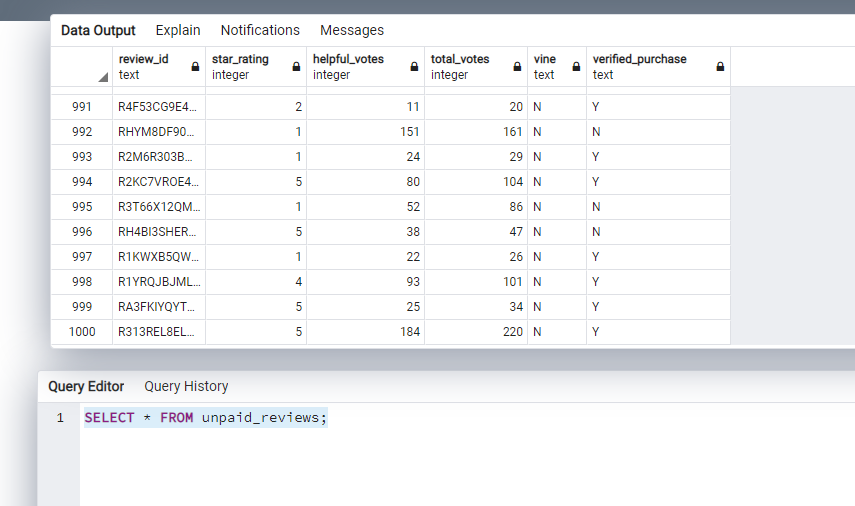 Data Output Explain Notifications Messages
review_id star_rating helpful_votes total_votes vine verified_purchase
text integer integer integer text text
991 R4F53CG9E4... 2 11 20 N Y
992 RHYM8DF90... 1 151 161 N N
993 R2M6R303B... 1 24 29 N Y
994 R2KC7VROE4... 5 80 104 N Y
995 R3T66X12QM... 1 52 86 N N
996 RH4BI3SHER... 5 38 47 N N
997 R1KWXB5QW... 1 22 26 N Y
998 R1YRQJBJML... 4 93 101 N Y
999 RA3FKIYQYT... 5 25 34 N Y
1000 R313REL8EL... 5 184 220 N Y
Query Editor Query History
1 SELECT * FROM unpaid_reviews;